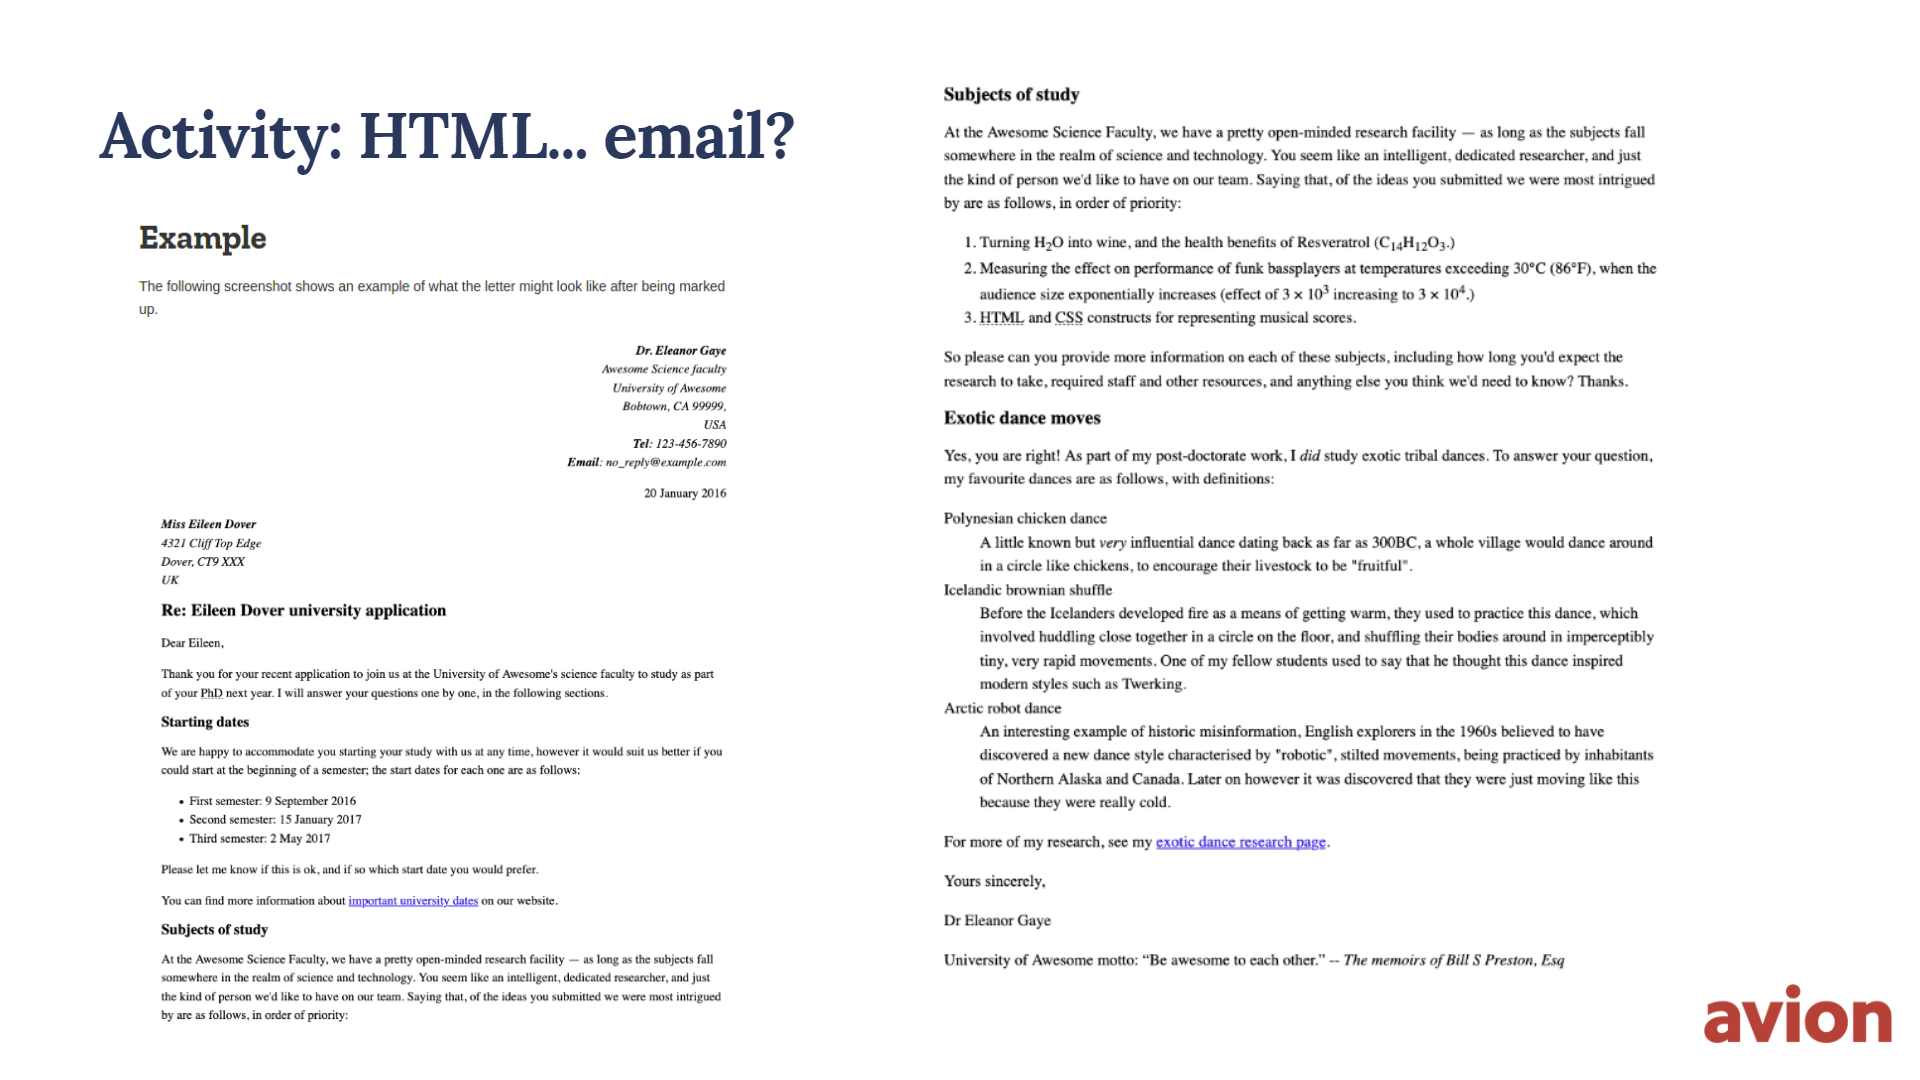 Activity: HTML... email?
Example
The following screenshot shows an example of what the letter might look like after being marked
up.
Dr. Eleanor Gaye
Awesome Science faculty
University of Awesome
Bobtown, CA 99999,
USA
Tel: 123-456-7890
Email: no_reply@example.com
20 January 2016
Miss Eileen Dover
4321 Cliff Top Edge
Dover, CT9 XXX
UK
Re: Eileen Dover university application
Dear Eileen,
Thank you for your recent application to join us at the University of Awesome's science faculty to study as part
of your PhD next year. I will answer your questions one by one, in the following sections.
Starting dates
We are happy to accommodate you starting your study with us at any time, however it would suit us better if you
could start at the beginning of a semester; the start dates for each one are as follows:
• First semester: 9 September 2016
• Second semester: 15 January 2017
• Third semester: 2 May 2017
Please let me know if this is ok, and if so which start date you would prefer.
You can find more information about important university dates on our website.
Subjects of study
At the Awesome Science Faculty, we have a pretty open-minded research facility — as long as the subjects fall
somewhere in the realm of science and technology. You seem like an intelligent, dedicated researcher, and just
the kind of person we'd like to have on our team. Saying that, of the ideas you submitted we were most intrigued
by are as follows, in order of priority:
Subjects of study
At the Awesome Science Faculty, we have a pretty open-minded research facility — as long as the subjects fall
somewhere in the realm of science and technology. You seem like an intelligent, dedicated researcher, and just
the kind of person we'd like to have on our team. Saying that, of the ideas you submitted we were most intrigued
by are as follows, in order of priority:
1. Turning H₂O into wine, and the health benefits of Resveratrol (C₁₄H₁₂O₃.)
2. Measuring the effect on performance of funk bassplayers at temperatures exceeding 30°C (86°F), when the
audience size exponentially increases (effect of 3 × 10³ increasing to 3 × 10⁴.)
3. HTML and CSS constructs for representing musical scores.
So please can you provide more information on each of these subjects, including how long you'd expect the
research to take, required staff and other resources, and anything else you think we'd need to know? Thanks.
Exotic dance moves
Yes, you are right! As part of my post-doctorate work, I did study exotic tribal dances. To answer your question,
my favourite dances are as follows, with definitions:
Polynesian chicken dance
A little known but very influential dance dating back as far as 300BC, a whole village would dance around
in a circle like chickens, to encourage their livestock to be "fruitful".
Icelandic brownian shuffle
Before the Icelanders developed fire as a means of getting warm, they used to practice this dance, which
involved huddling close together in a circle on the floor, and shuffling their bodies around in imperceptibly
tiny, very rapid movements. One of my fellow students used to say that he thought this dance inspired
modern styles such as Twerking.
Arctic robot dance
An interesting example of historic misinformation, English explorers in the 1960s believed to have
discovered a new dance style characterised by "robotic", stilted movements, being practiced by inhabitants
of Northern Alaska and Canada. Later on however it was discovered that they were just moving like this
because they were really cold.
For more of my research, see my exotic dance research page.
Yours sincerely,
Dr Eleanor Gaye
University of Awesome motto: “Be awesome to each other.” -- The memoirs of Bill S Preston, Esq
avion